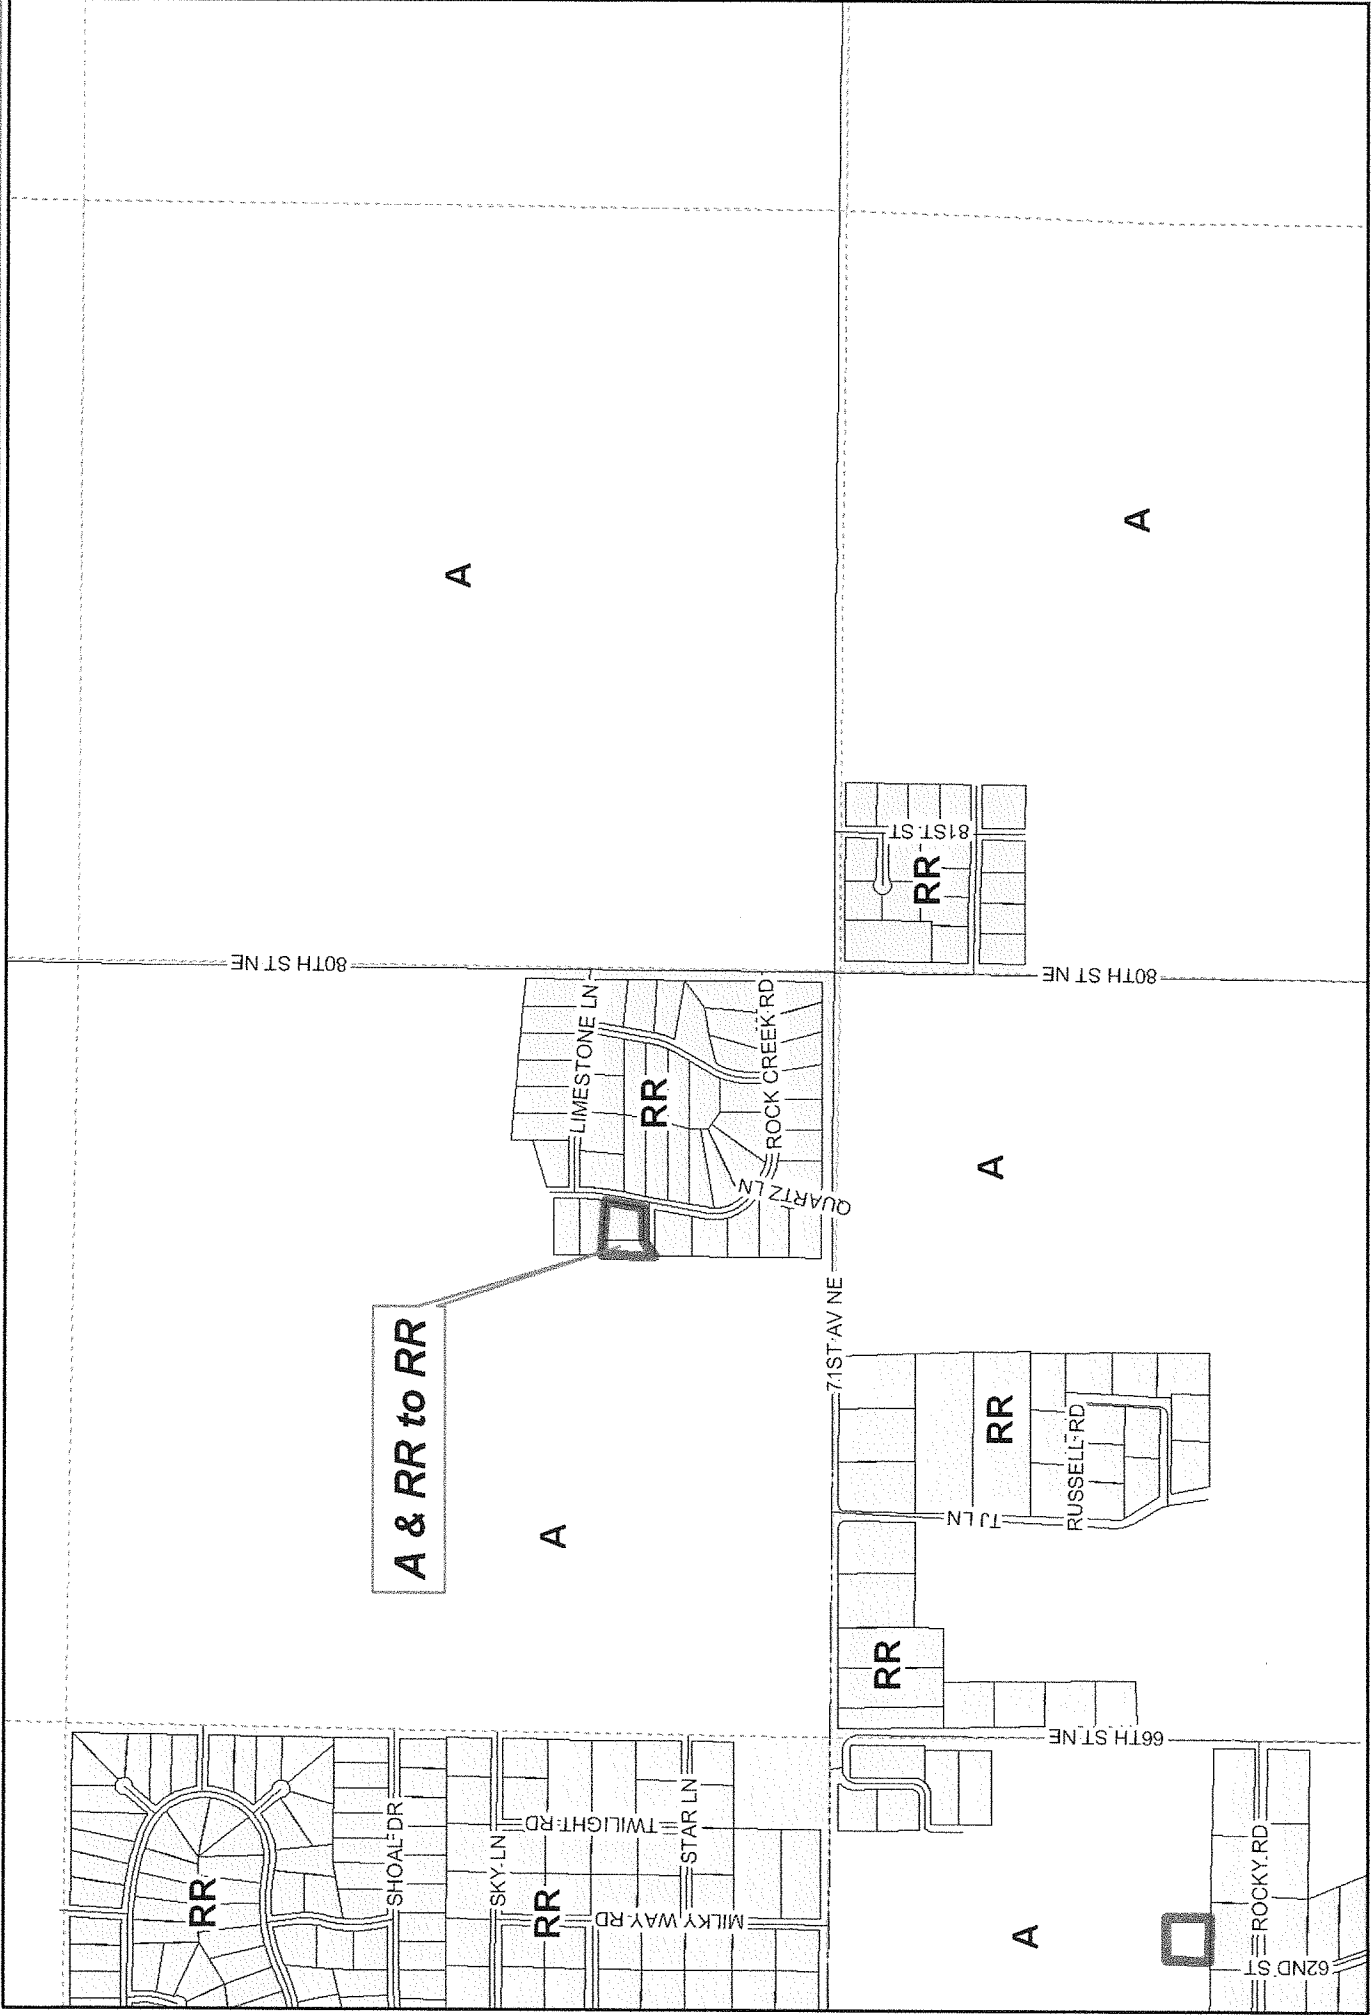 80TH ST NE
A
A
81ST ST
RR
80TH ST NE
LIMESTONE LN
RR
ROCK CREEK RD
QUARTZ LN
A
A & RR to RR
A
71ST AV NE
RR
RUSSELL RD
TJ LN
RR
66TH ST NE
SHOAL DR
RR
SKY LN
TWILIGHT RD
STAR LN
RR
MILKY WAY RD
A
ROCKY RD
62ND ST